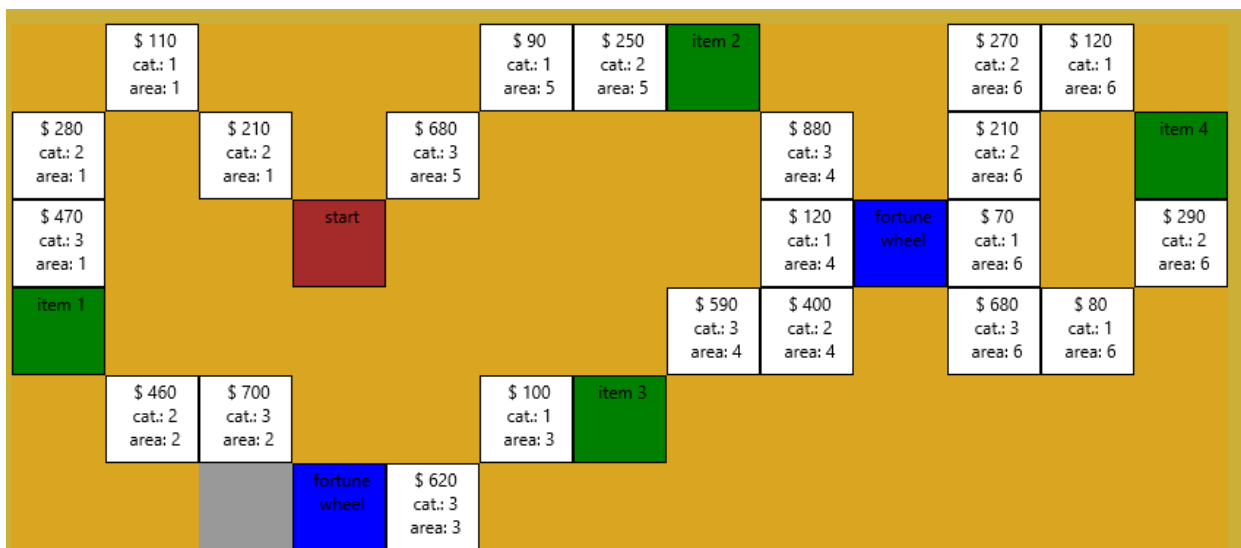 $ 110
cat.: 1
area: 1
$ 90
cat.: 1
area: 5
$ 250
cat.: 2
area: 5
item 2
$ 270
cat.: 2
area: 6
$ 120
cat.: 1
area: 6
$ 280
cat.: 2
area: 1
$ 210
cat.: 2
area: 1
$ 680
cat.: 3
area: 5
$ 880
cat.: 3
area: 4
$ 210
cat.: 2
area: 6
item 4
$ 470
cat.: 3
area: 1
start
$ 120
cat.: 1
area: 4
fortune
wheel
$ 70
cat.: 1
area: 6
$ 290
cat.: 2
area: 6
item 1
$ 590
cat.: 3
area: 4
$ 400
cat.: 2
area: 4
$ 680
cat.: 3
area: 6
$ 80
cat.: 1
area: 6
$ 460
cat.: 2
area: 2
$ 700
cat.: 3
area: 2
$ 100
cat.: 1
area: 3
item 3
fortune
wheel
$ 620
cat.: 3
area: 3